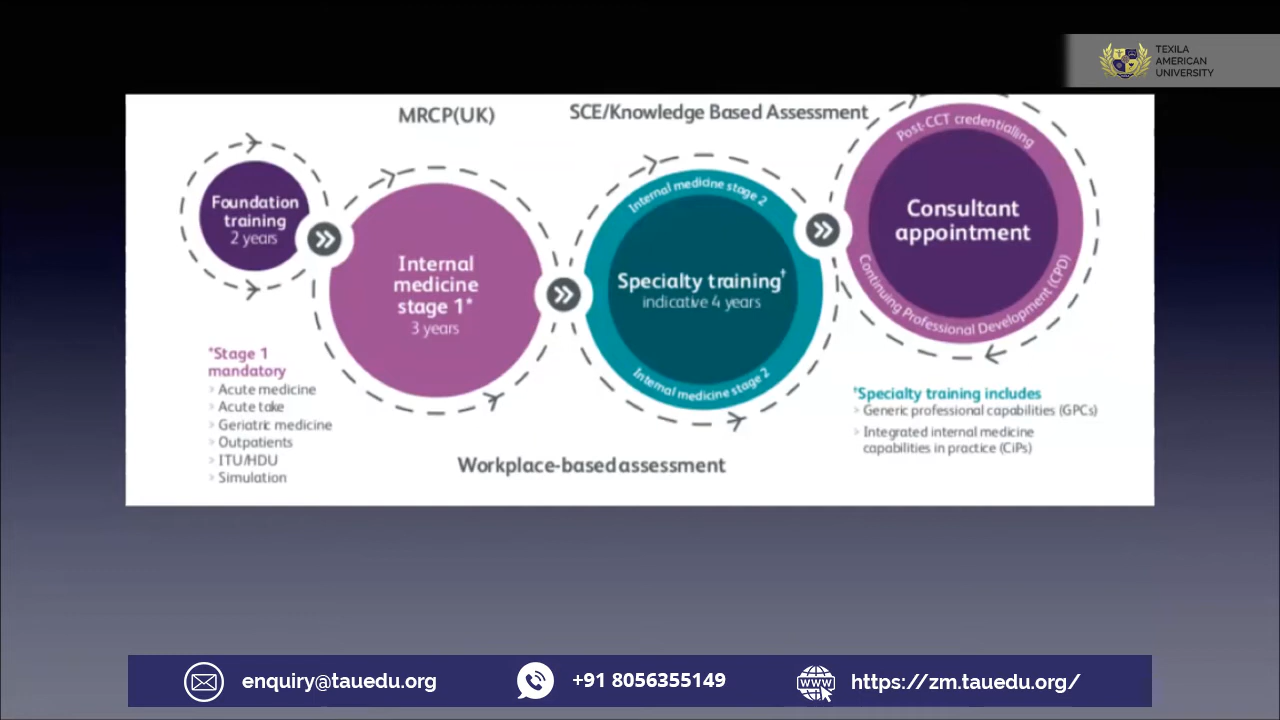 TEXILA
AMERICAN
UNIVERSITY
MRCP(UK)
SCE/Knowledge Based Assessment
Foundation
training
2 years
Internal
medicine
stage 1*
3 years
Internal medicine stage 2
Specialty training†
indicative 4 years
Internal medicine stage 2
Post-CCT credentialling
Consultant
appointment
Continuing Professional Development (CPD)
*Stage 1
mandatory
> Acute medicine
> Acute take
> Geriatric medicine
> Outpatients
> ITU/HDU
> Simulation
Workplace-based assessment
†Specialty training includes
> Generic professional capabilities (GPCs)
> Integrated internal medicine
capabilities in practice (CiPs)
enquiry@tauedu.org
+91 8056355149
WWW
https://zm.tauedu.org/